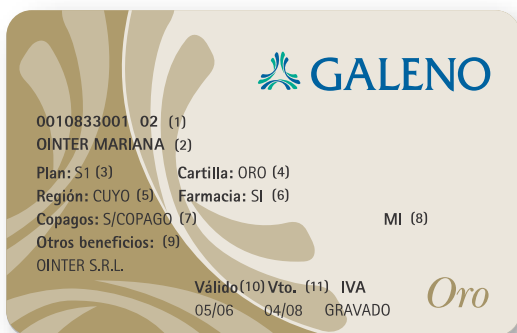 GALENO
0010833001 02 (1)
OINTER MARIANA (2)
Plan: S1 (3) Cartilla: ORO (4)
Región: CUYO (5) Farmacia: SI (6)
Copagos: S/COPAGO (7) MI (8)
Otros beneficios: (9)
OINTER S.R.L.
Válido(10) Vto. (11) IVA
05/06 04/08 GRAVADO
Oro